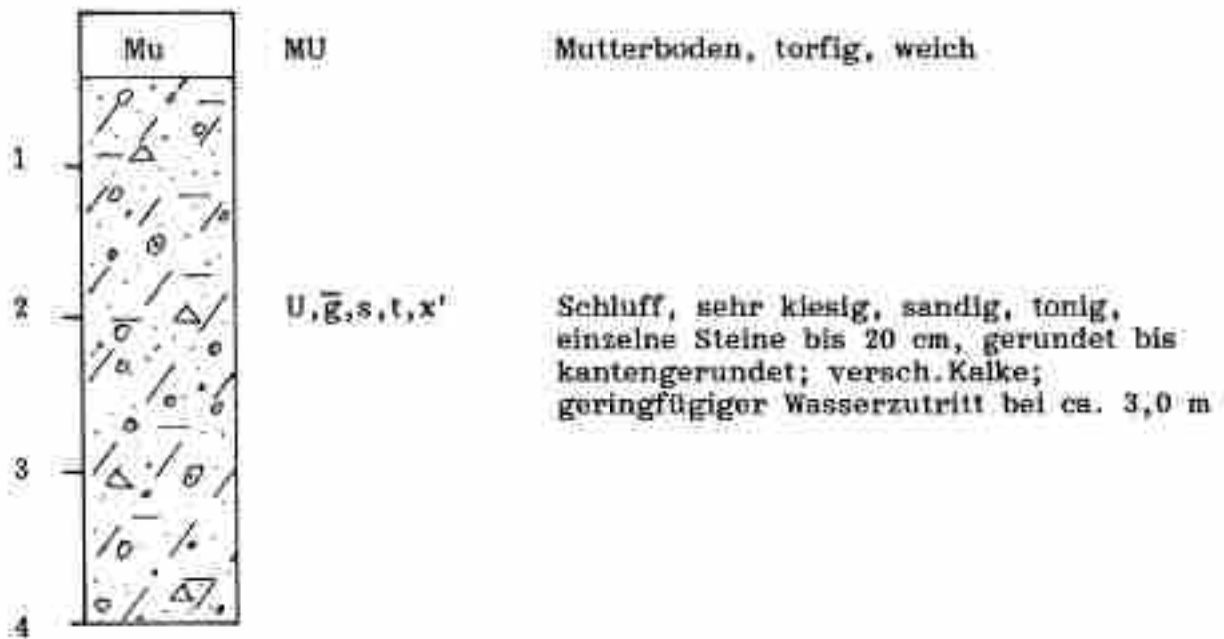 Mu MU Mutterboden, torfig, weich
1
2 U,g̅,s,t,x' Schluff, sehr kiesig, sandig, tonig,
einzelne Steine bis 20 cm, gerundet bis
kantengerundet; versch.Kalke;
geringfügiger Wasserzutritt bei ca. 3,0 m
3
4